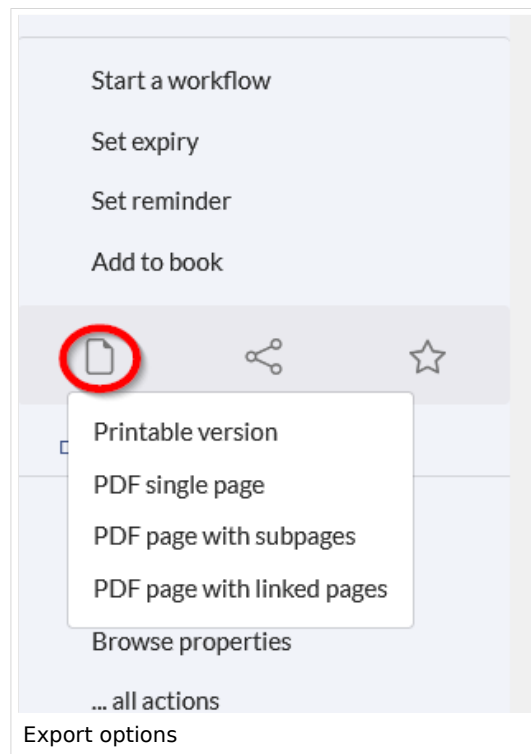 Start a workflow
Set expiry
Set reminder
Add to book
Printable version
PDF single page
PDF page with subpages
PDF page with linked pages
Browse properties
... all actions
Export options